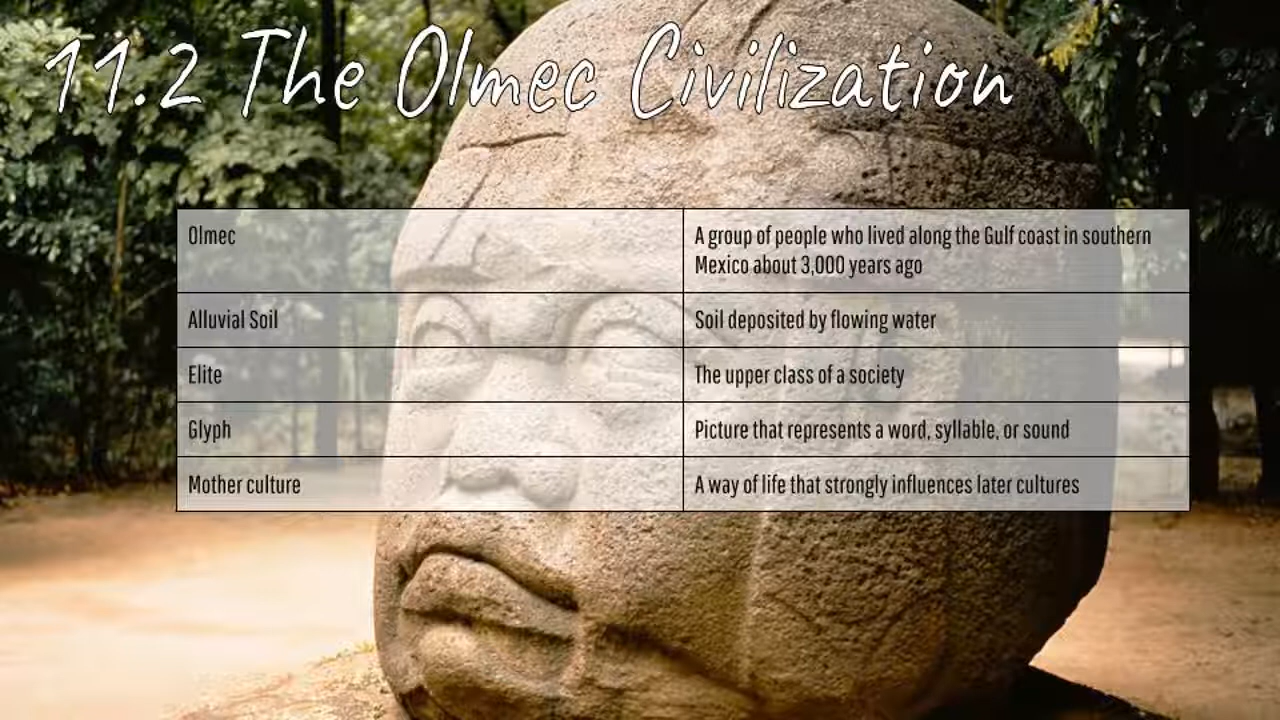 11.2 The Olmec Civilization
Olmec
A group of people who lived along the Gulf coast in southern
Mexico about 3,000 years ago
Alluvial Soil
Soil deposited by flowing water
Elite
The upper class of a society
Glyph
Picture that represents a word, syllable, or sound
Mother culture
A way of life that strongly influences later cultures